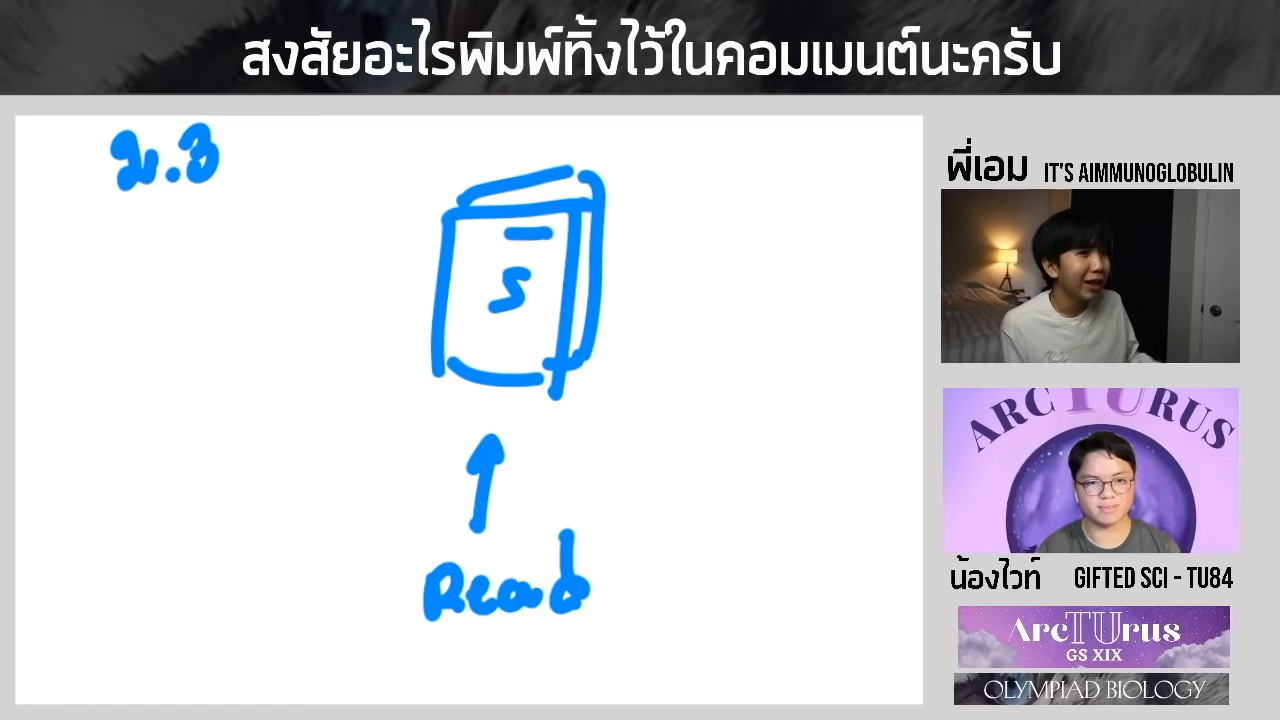 สงสัยอะไรพิมพ์ทิ้งไว้ในคอมเมนต์นะครับ
ม.3
S
Read
พี่เอม IT'S AIMMUNOGLOBULIN
ARCTURUS
น้องไวท์ GIFTED SCI - TU84
ArcTUrus
GS XIX
OLYMPIAD BIOLOGY